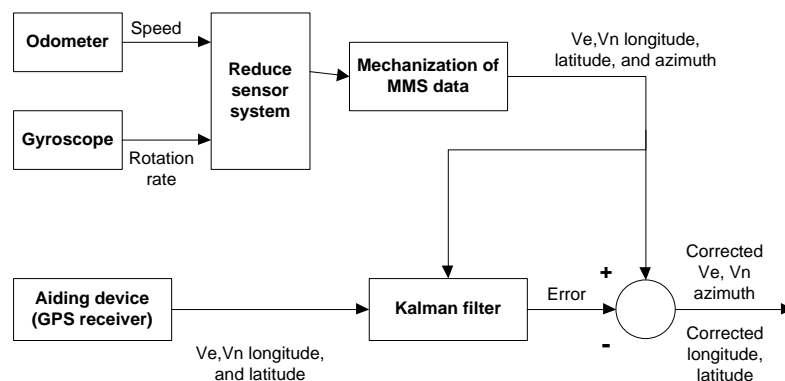 Odometer
Speed
Reduce
sensor
system
Mechanization of
MMS data
Ve,Vn longitude,
latitude, and azimuth
Gyroscope
Rotation
rate
Aiding device
(GPS receiver)
Ve,Vn longitude,
and latitude
Kalman filter
Error
+
-
Corrected
Ve, Vn
azimuth
Corrected
longitude,
latitude